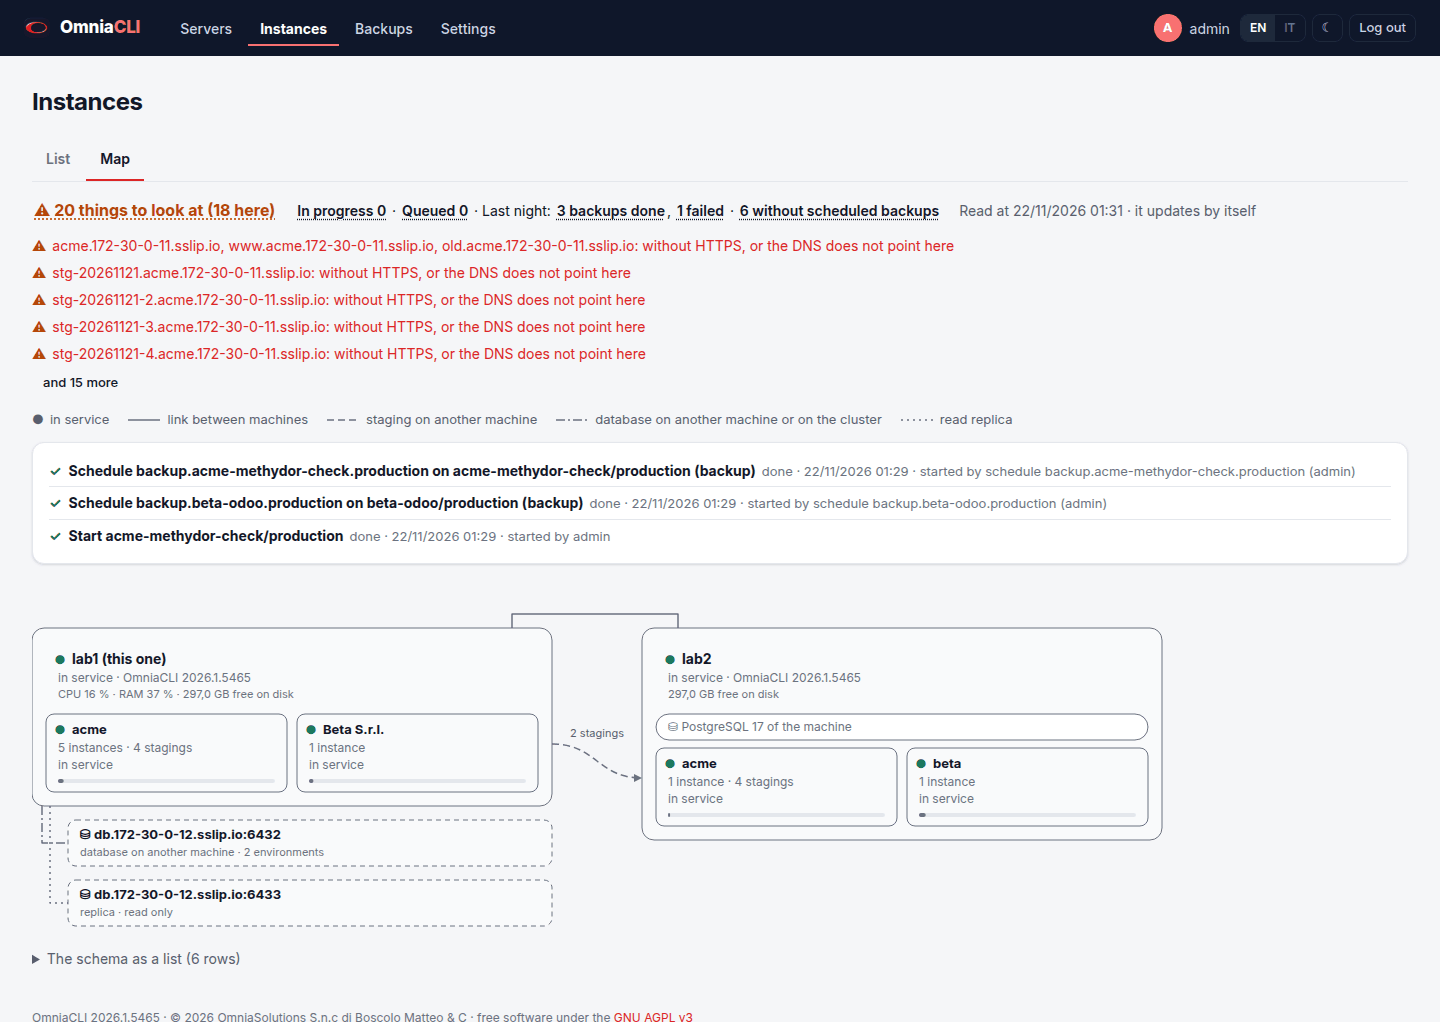 OmniaCLI
Servers
Instances
Backups
Settings
A
admin
EN
IT
Log out
Instances
List
Map
20 things to look at (18 here)
In progress 0 · Queued 0 · Last night: 3 backups done, 1 failed · 6 without scheduled backups
Read at 22/11/2026 01:31 · it updates by itself
acme.172-30-0-11.sslip.io, www.acme.172-30-0-11.sslip.io, old.acme.172-30-0-11.sslip.io: without HTTPS, or the DNS does not point here
stg-20261121.acme.172-30-0-11.sslip.io: without HTTPS, or the DNS does not point here
stg-20261121-2.acme.172-30-0-11.sslip.io: without HTTPS, or the DNS does not point here
stg-20261121-3.acme.172-30-0-11.sslip.io: without HTTPS, or the DNS does not point here
stg-20261121-4.acme.172-30-0-11.sslip.io: without HTTPS, or the DNS does not point here
and 15 more
in service
link between machines
staging on another machine
database on another machine or on the cluster
read replica
Schedule backup.acme-methydor-check.production on acme-methydor-check/production (backup) done · 22/11/2026 01:29 · started by schedule backup.acme-methydor-check.production (admin)
Schedule backup.beta-odoo.production on beta-odoo/production (backup) done · 22/11/2026 01:29 · started by schedule backup.beta-odoo.production (admin)
Start acme-methydor-check/production done · 22/11/2026 01:29 · started by admin
lab1 (this one)
in service · OmniaCLI 2026.1.5465
CPU 16 % · RAM 37 % · 297,0 GB free on disk
acme
5 instances · 4 stagings
in service
Beta S.r.l.
1 instance
in service
2 stagings
lab2
in service · OmniaCLI 2026.1.5465
297,0 GB free on disk
PostgreSQL 17 of the machine
acme
1 instance · 4 stagings
in service
beta
1 instance
in service
db.172-30-0-12.sslip.io:6432
database on another machine · 2 environments
db.172-30-0-12.sslip.io:6433
replica · read only
The schema as a list (6 rows)
OmniaCLI 2026.1.5465 · © 2026 OmniaSolutions S.n.c di Boscolo Matteo & C · free software under the GNU AGPL v3